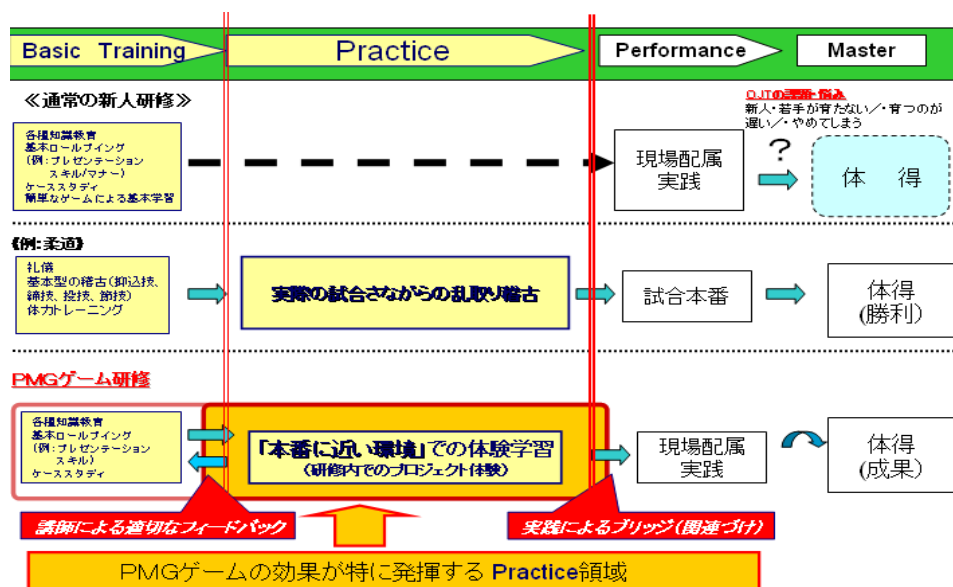 Basic Training
Practice
Performance
Master
≪通常の新人研修≫
OJTの課題・悩み
新人・若手が育たない／・育つのが
遅い／・やめてしまう
各種知識教育
基本ロールプイング
(例:プレゼンテーション
スキル/マナー)
ケーススタディ
簡単なゲームによる基本学習
現場配属
実践
?
体 得
《例:柔道》
礼儀
基本型の稽古(抑込技、
締技、投技、節技)
体力トレーニング
実際の試合さながらの乱取り稽古
試合本番
体得
(勝利)
PMGゲーム研修
各種知識教育
基本ロールプイング
(例:プレゼンテーション
スキル)
ケーススタディ
「本番に近い環境」での体験学習
(研修内でのプロジェクト体験)
現場配属
実践
体得
(成果)
講師による適切なフィードバック
実践によるブリッジ(関連づけ)
PMGゲームの効果が特に発揮する Practice領域